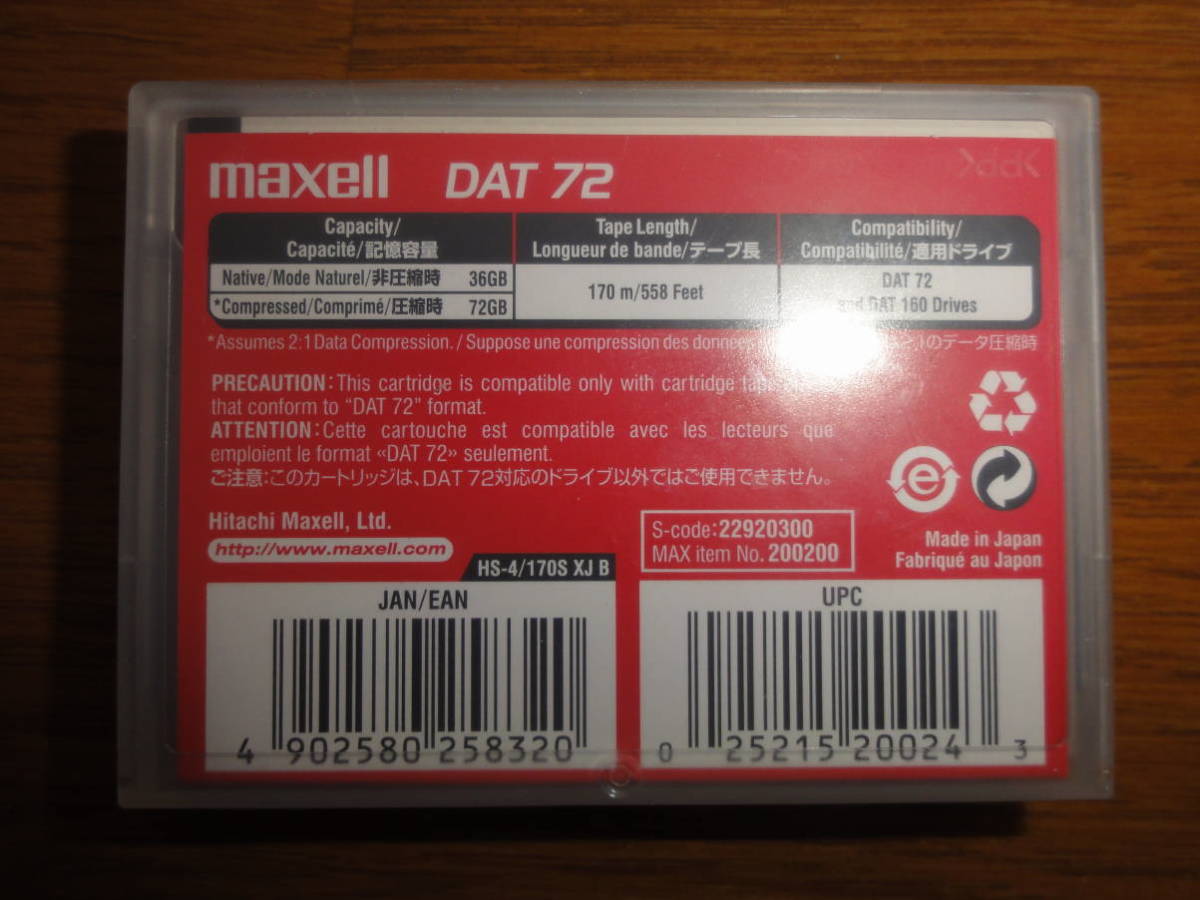 maxell DAT 72
>PP<
Capacity/
Capacité/記憶容量
Tape Length/
Longueur de bande/テープ長
Compatibility/
Compatibilité/適用ドライブ
Native/Mode Naturel/非圧縮時 36GB
*Compressed/Comprimé/圧縮時 72GB
170 m/558 Feet
DAT 72
and DAT 160 Drives
*Assumes 2:1 Data Compression. / Suppose une compression des données のデータ圧縮時
PRECAUTION: This cartridge is compatible only with cartridge
that conform to "DAT 72" format.
ATTENTION: Cette cartouche est compatible avec les lecteurs que
emploient le format «DAT 72» seulement.
ご注意:このカートリッジは、DAT 72対応のドライブ以外ではご使用できません。
Hitachi Maxell, Ltd.
http://www.maxell.com
HS-4/170S XJ B
S-code: 22920300
MAX item No. 200200
e
Made in Japan
Fabriqué au Japon
JAN/EAN
4 902580 258320
UPC
0 25215 20024 3